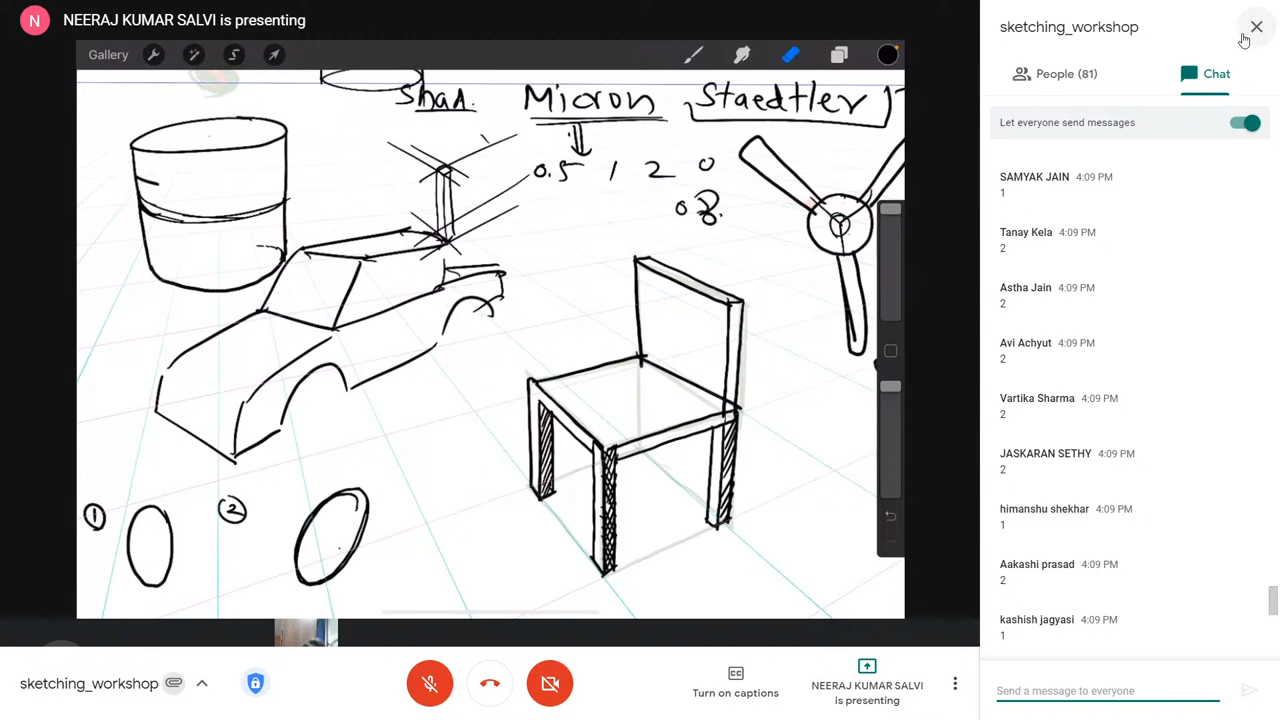 N NEERAJ KUMAR SALVI is presenting
Gallery
Shad.
Micron
Staedtler
0.5 1 2 0
0.8
1
2
sketching_workshop
People (81)
Chat
Let everyone send messages
SAMYAK JAIN 4:09 PM
1
Tanay Kela 4:09 PM
2
Astha Jain 4:09 PM
2
Avi Achyut 4:09 PM
2
Vartika Sharma 4:09 PM
2
JASKARAN SETHY 4:09 PM
2
himanshu shekhar 4:09 PM
1
Aakashi prasad 4:09 PM
2
kashish jagyasi 4:09 PM
1
Send a message to everyone
sketching_workshop
CC
Turn on captions
NEERAJ KUMAR SALVI
is presenting